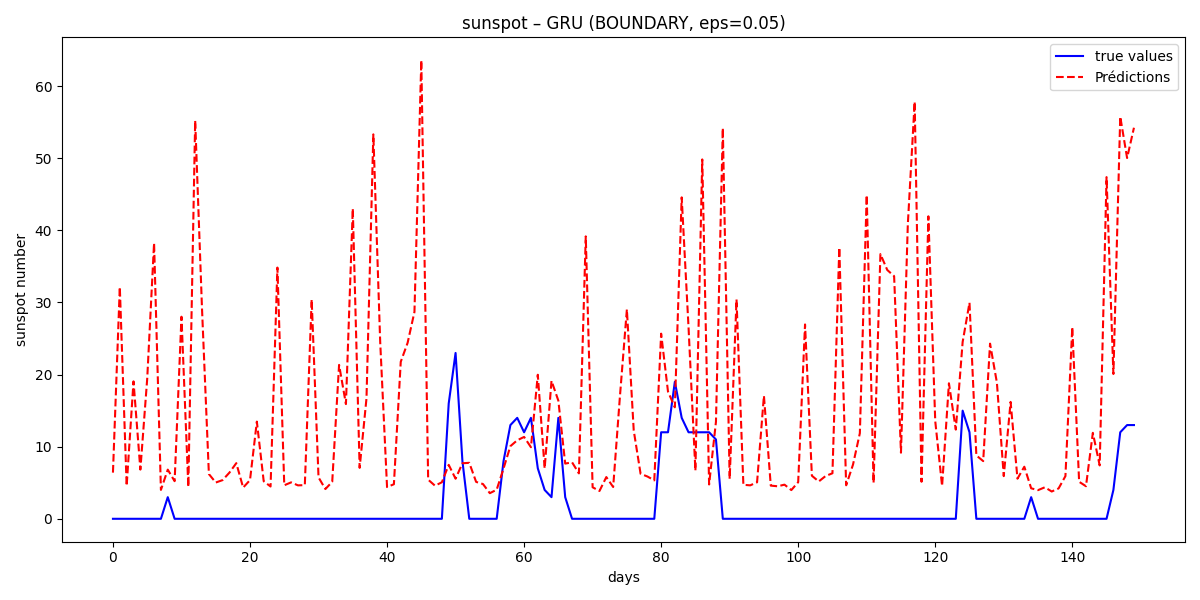 sunspot – GRU (BOUNDARY, eps=0.05)
true values
Prédictions
sunspot number
60
50
40
30
20
10
0
0 20 40 60 80 100 120 140
days